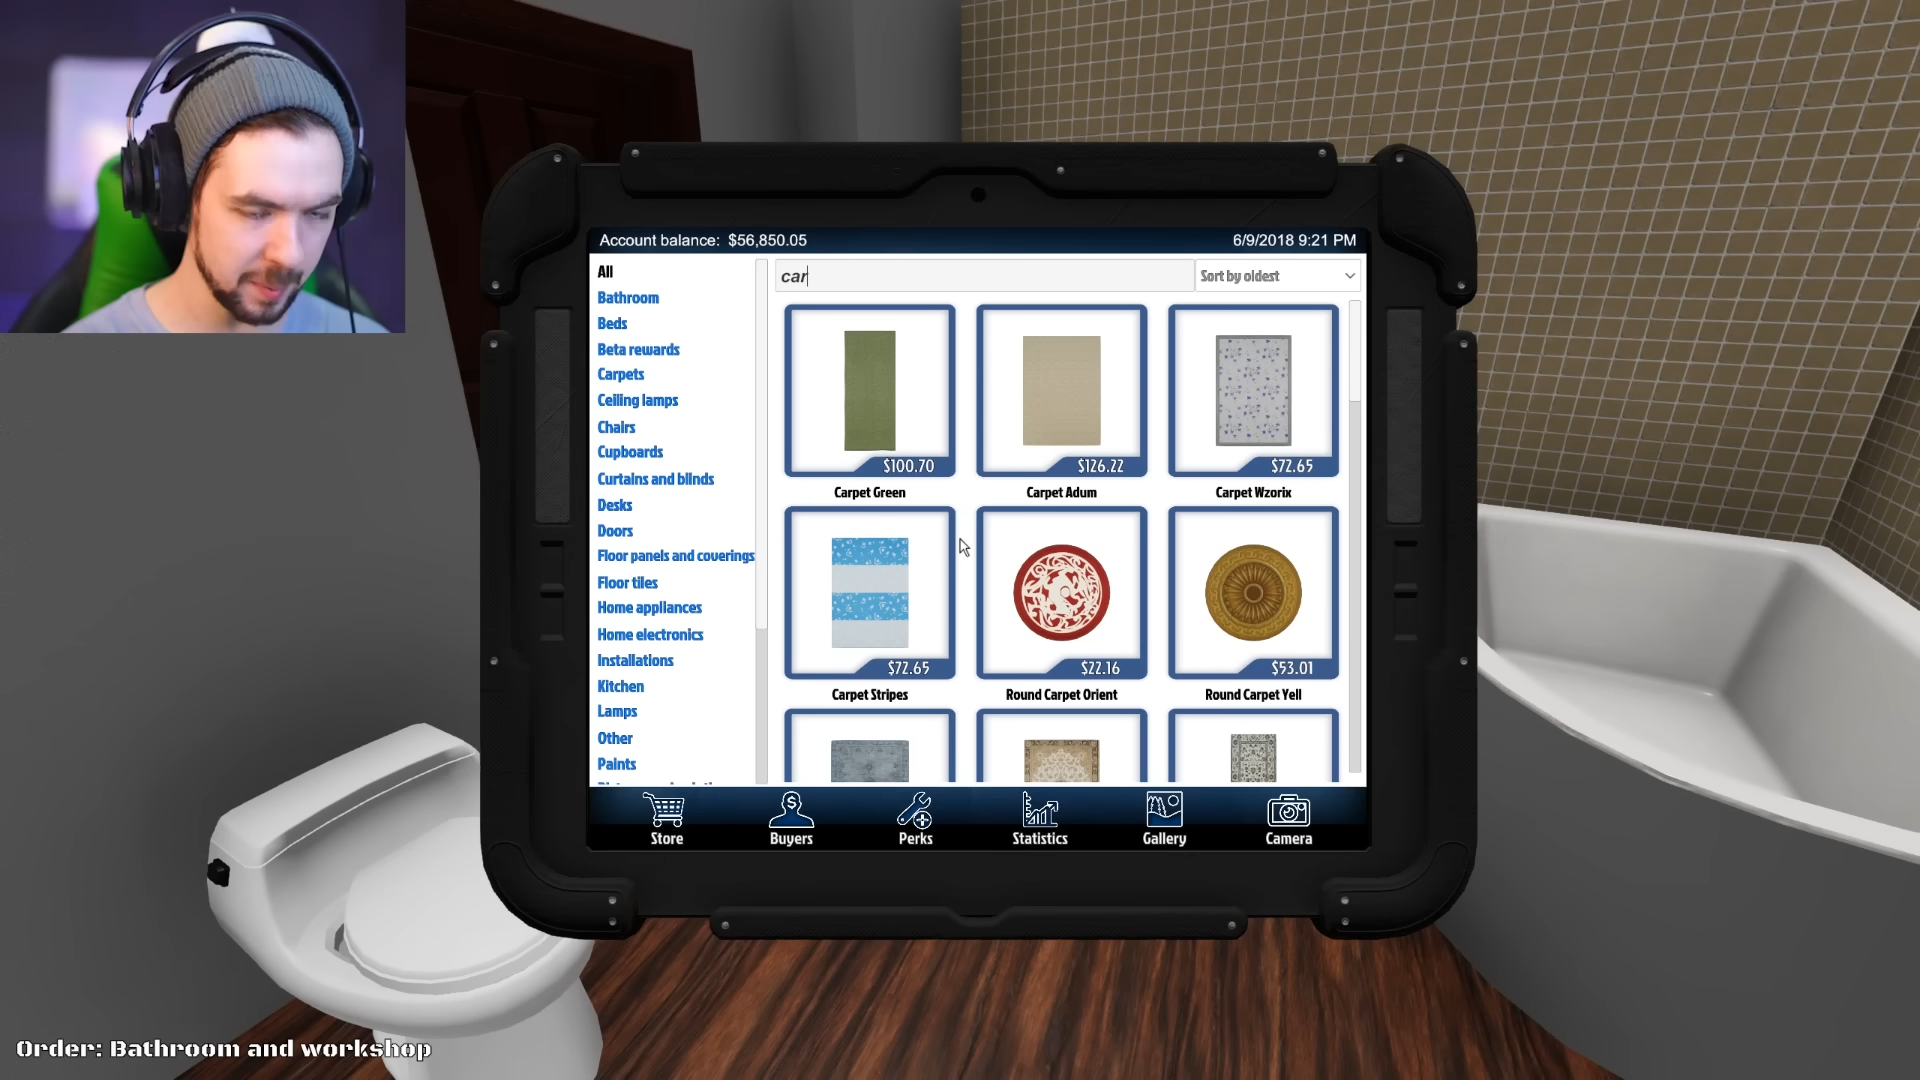 Account balance: $56,850.05
6/9/2018 9:21 PM
All
Bathroom
Beds
Beta rewards
Carpets
Ceiling lamps
Chairs
Cupboards
Curtains and blinds
Desks
Doors
Floor panels and coverings
Floor tiles
Home appliances
Home electronics
Installations
Kitchen
Lamps
Other
Paints
car
Sort by oldest
$100.70
$126.22
$72.65
Carpet Green
Carpet Adum
Carpet Wzorix
$72.65
$22.16
$53.01
Carpet Stripes
Round Carpet Orient
Round Carpet Yell
Store
Buyers
Perks
Statistics
Gallery
Camera
Order: Bathroom and workshop